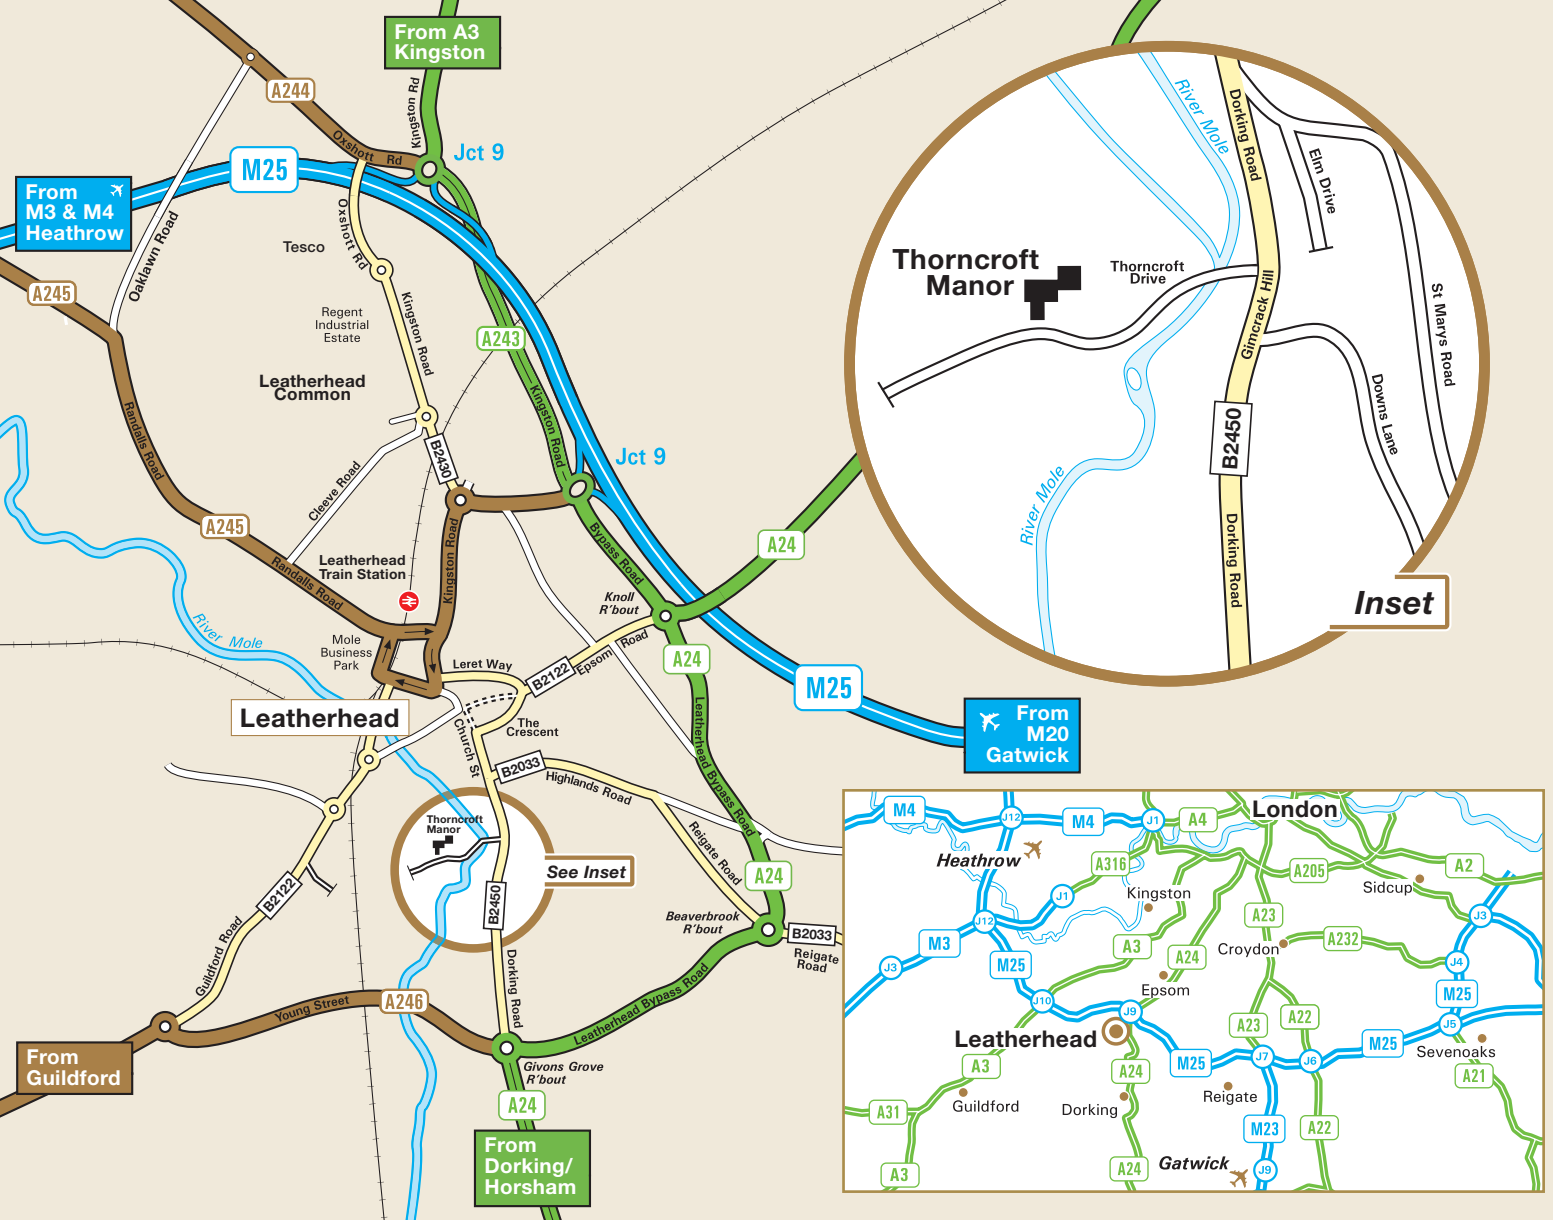 From A3
Kingston
A244
Kingston Rd
Oxshott Rd
Jct 9
M25
From
M3 & M4
Heathrow
Oaklawn Road
Oxshott Rd
Tesco
A245
Regent
Industrial
Estate
Kingston Road
A243
Leatherhead
Common
Kingston Road
Randalls Road
B2430
Jct 9
Cleeve Road
A245
Bypass Road
A24
Leatherhead
Train Station
Kingston Road
Randalls Road
Knoll
R'bout
River Mole
Mole
Business
Park
Leret Way
B2122
Epsom Road
A24
M25
Leatherhead
Church St
The
Crescent
Leatherhead Bypass Road
From
M20
Gatwick
B2033
Highlands Road
Thorncroft
Manor
Reigate Road
See Inset
A24
B2122
B2450
Beaverbrook
R'bout
B2033
Reigate
Road
Guildford Road
Dorking Road
Young Street
A246
Leatherhead Bypass Road
From
Guildford
Givons Grove
R'bout
A24
From
Dorking/
Horsham
River Mole
Dorking Road
Elm Drive
Thorncroft
Manor
Thorncroft
Drive
Gimcrack Hill
St Marys Road
Downs Lane
B2450
River Mole
Dorking Road
Inset
M4
J12
M4
J1
A4
London
Heathrow
A316
A205
A2
Kingston
Sidcup
J1
J12
A23
J3
M3
A3
A24
Croydon
A232
J3
M25
J4
Epsom
M25
J10
J9
A23
A22
J5
Leatherhead
M25
J7
J6
M25
Sevenoaks
A3
A24
A21
Guildford
Dorking
Reigate
A31
M23
A22
A3
A24
Gatwick
J9